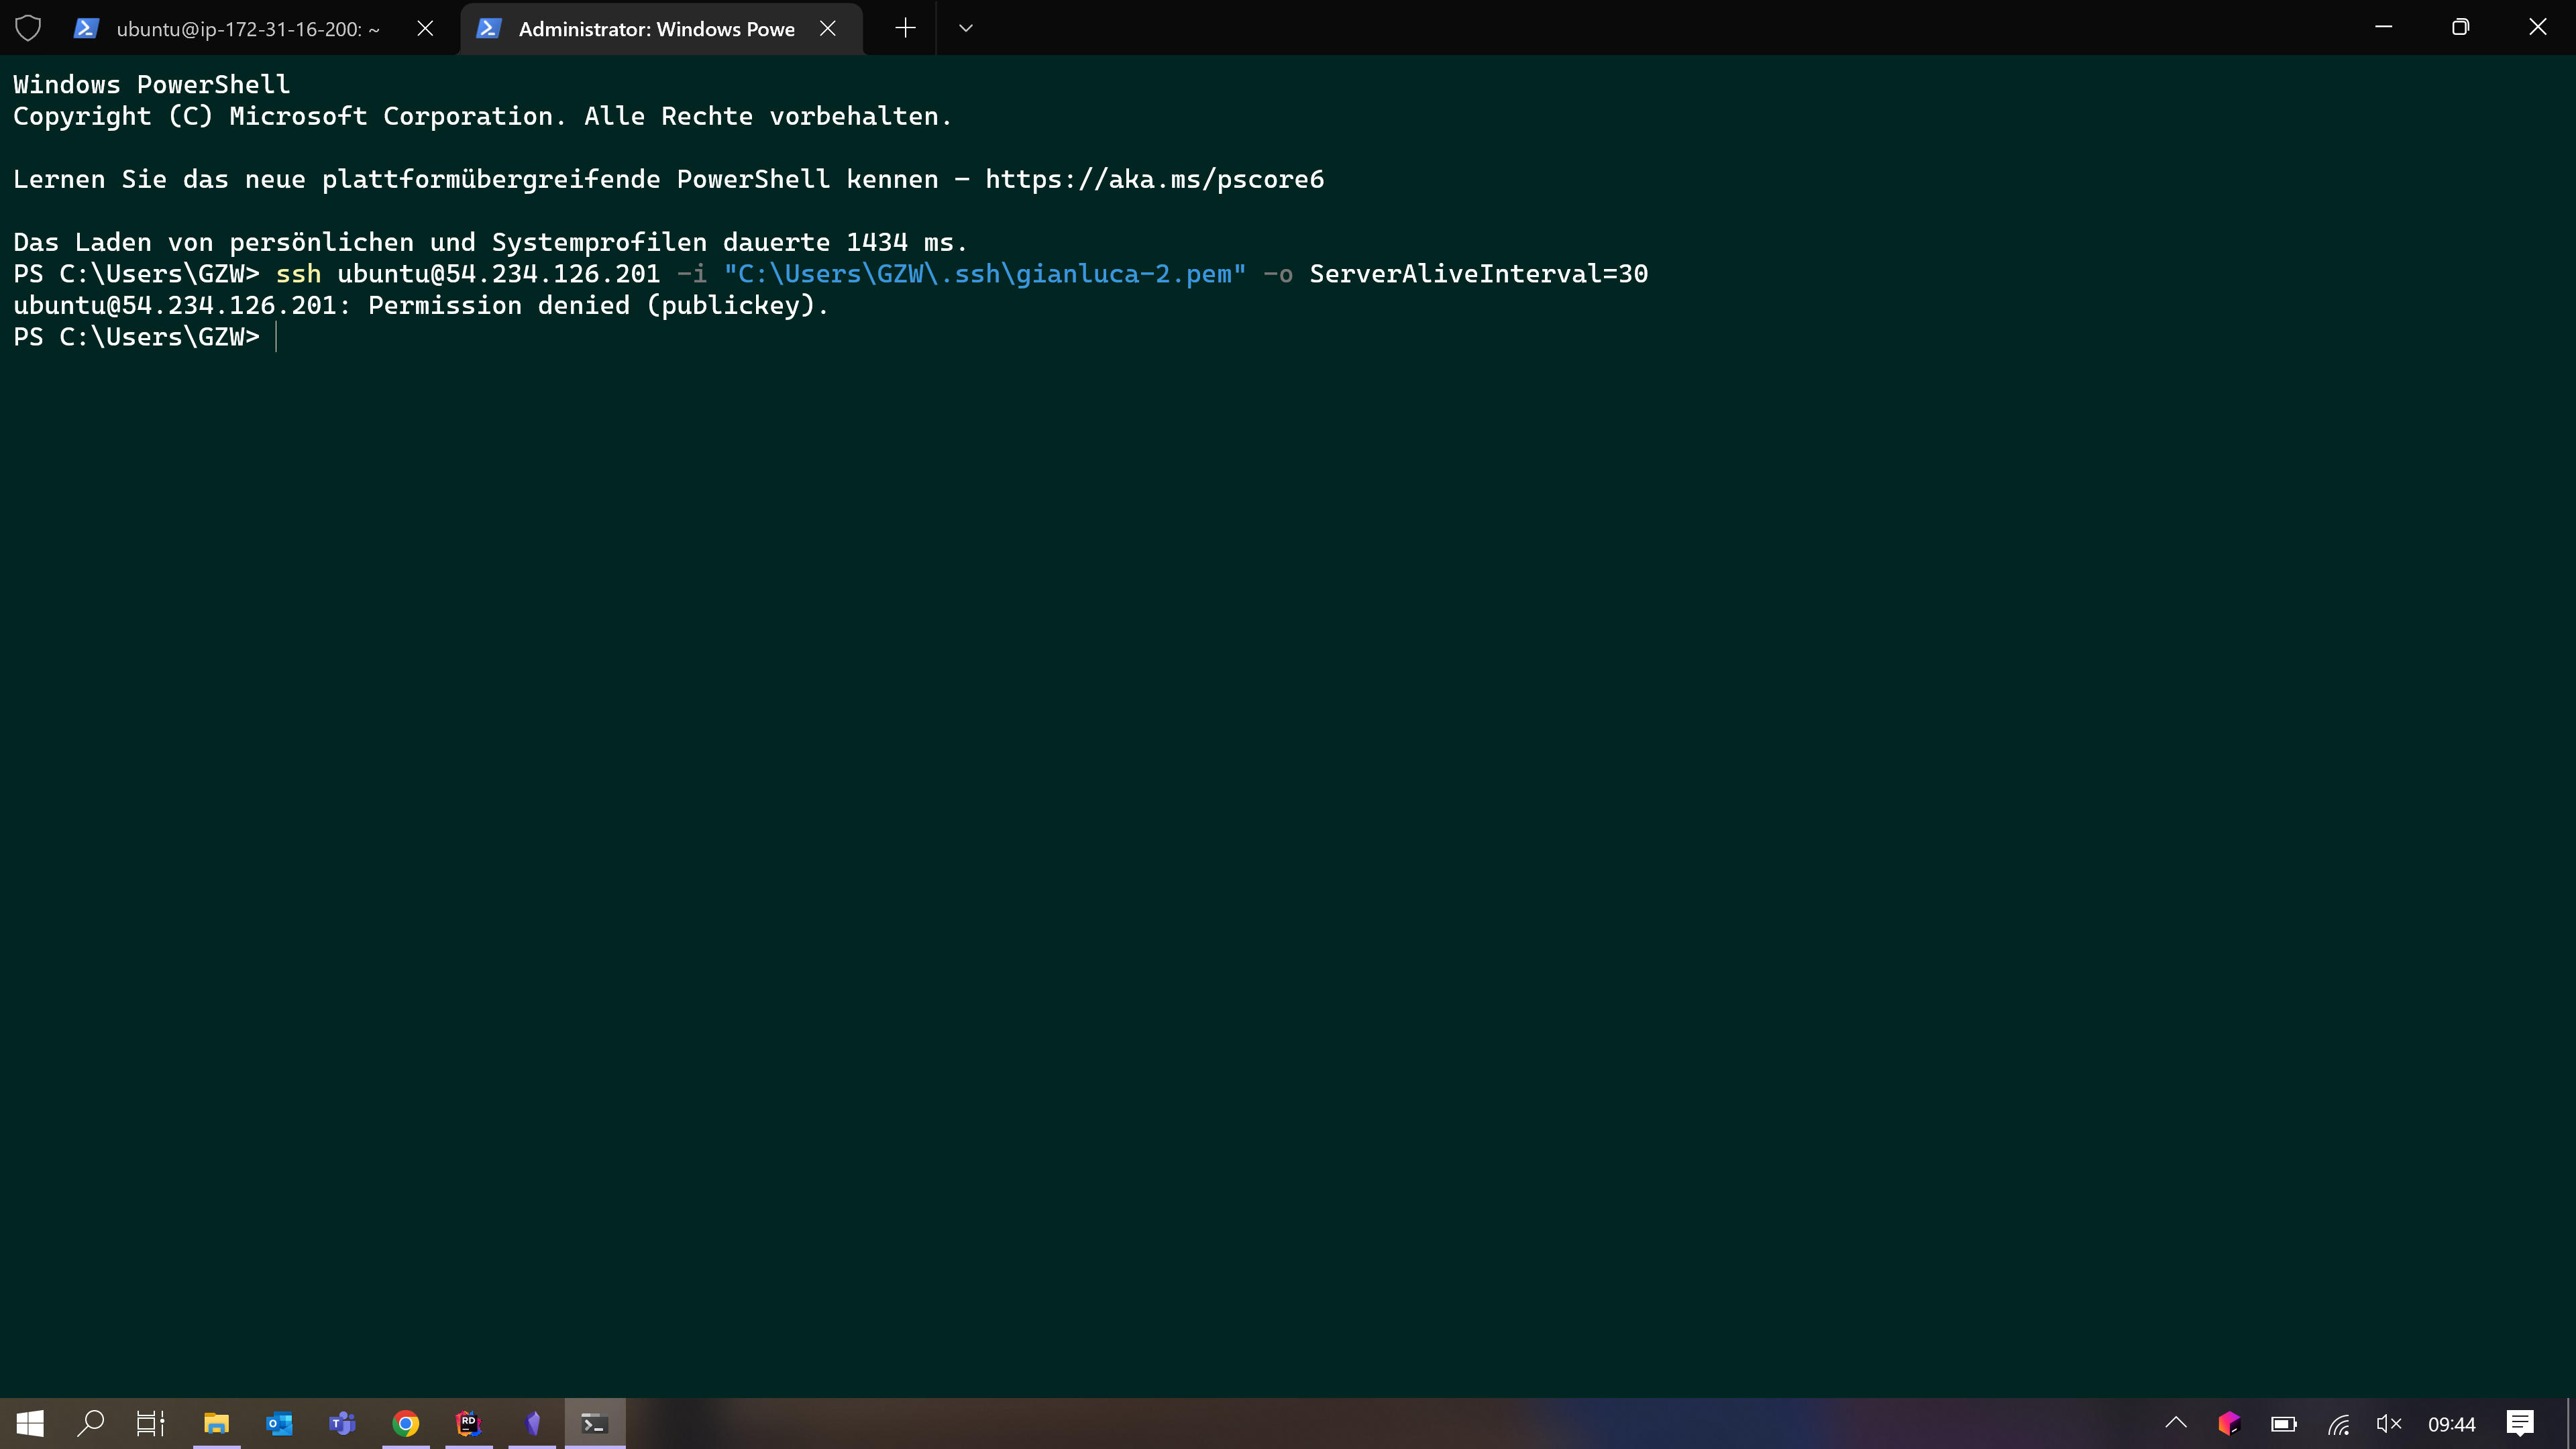 ubuntu@ip-172-31-16-200: ~
Administrator: Windows Powe
Windows PowerShell
Copyright (C) Microsoft Corporation. Alle Rechte vorbehalten.
Lernen Sie das neue plattformübergreifende PowerShell kennen – https://aka.ms/pscore6
Das Laden von persönlichen und Systemprofilen dauerte 1434 ms.
PS C:\Users\GZW> ssh ubuntu@54.234.126.201 -i "C:\Users\GZW\.ssh\gianluca-2.pem" -o ServerAliveInterval=30
ubuntu@54.234.126.201: Permission denied (publickey).
PS C:\Users\GZW>
RD
09:44